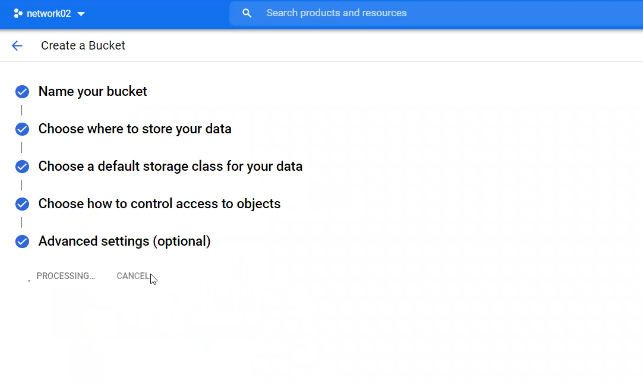 network02
Search products and resources
Create a Bucket
Name your bucket
Choose where to store your data
Choose a default storage class for your data
Choose how to control access to objects
Advanced settings (optional)
PROCESSING... CANCEL